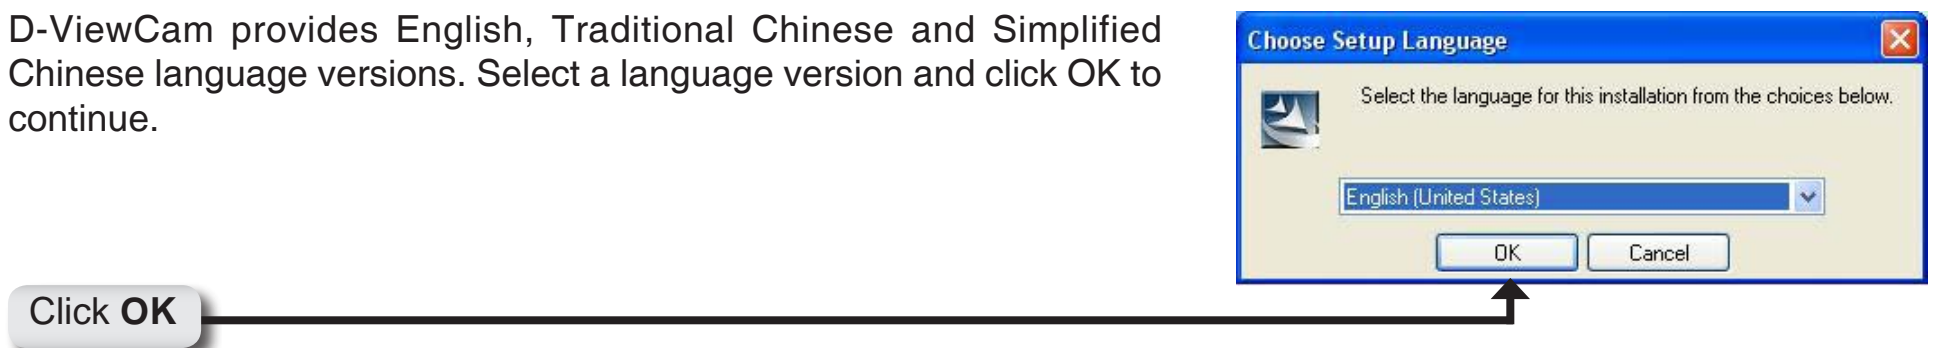 D-ViewCam provides English, Traditional Chinese and Simplified
Chinese language versions. Select a language version and click OK to
continue.
Choose Setup Language
Select the language for this installation from the choices below.
English (United States)
OK
Cancel
Click OK